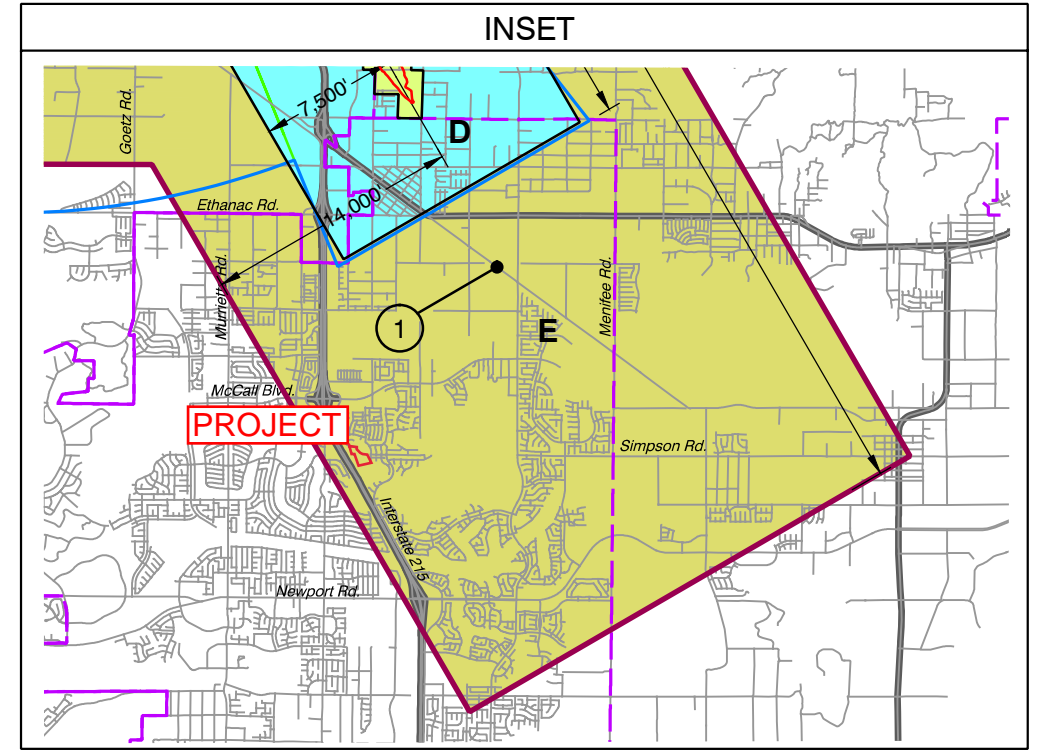 INSET
Goetz Rd.
7,500'
D
14,000'
Ethanac Rd.
Murrieta Rd.
Menifee Rd.
1
E
McCall Blvd.
PROJECT
Simpson Rd.
Interstate 215
Newport Rd.